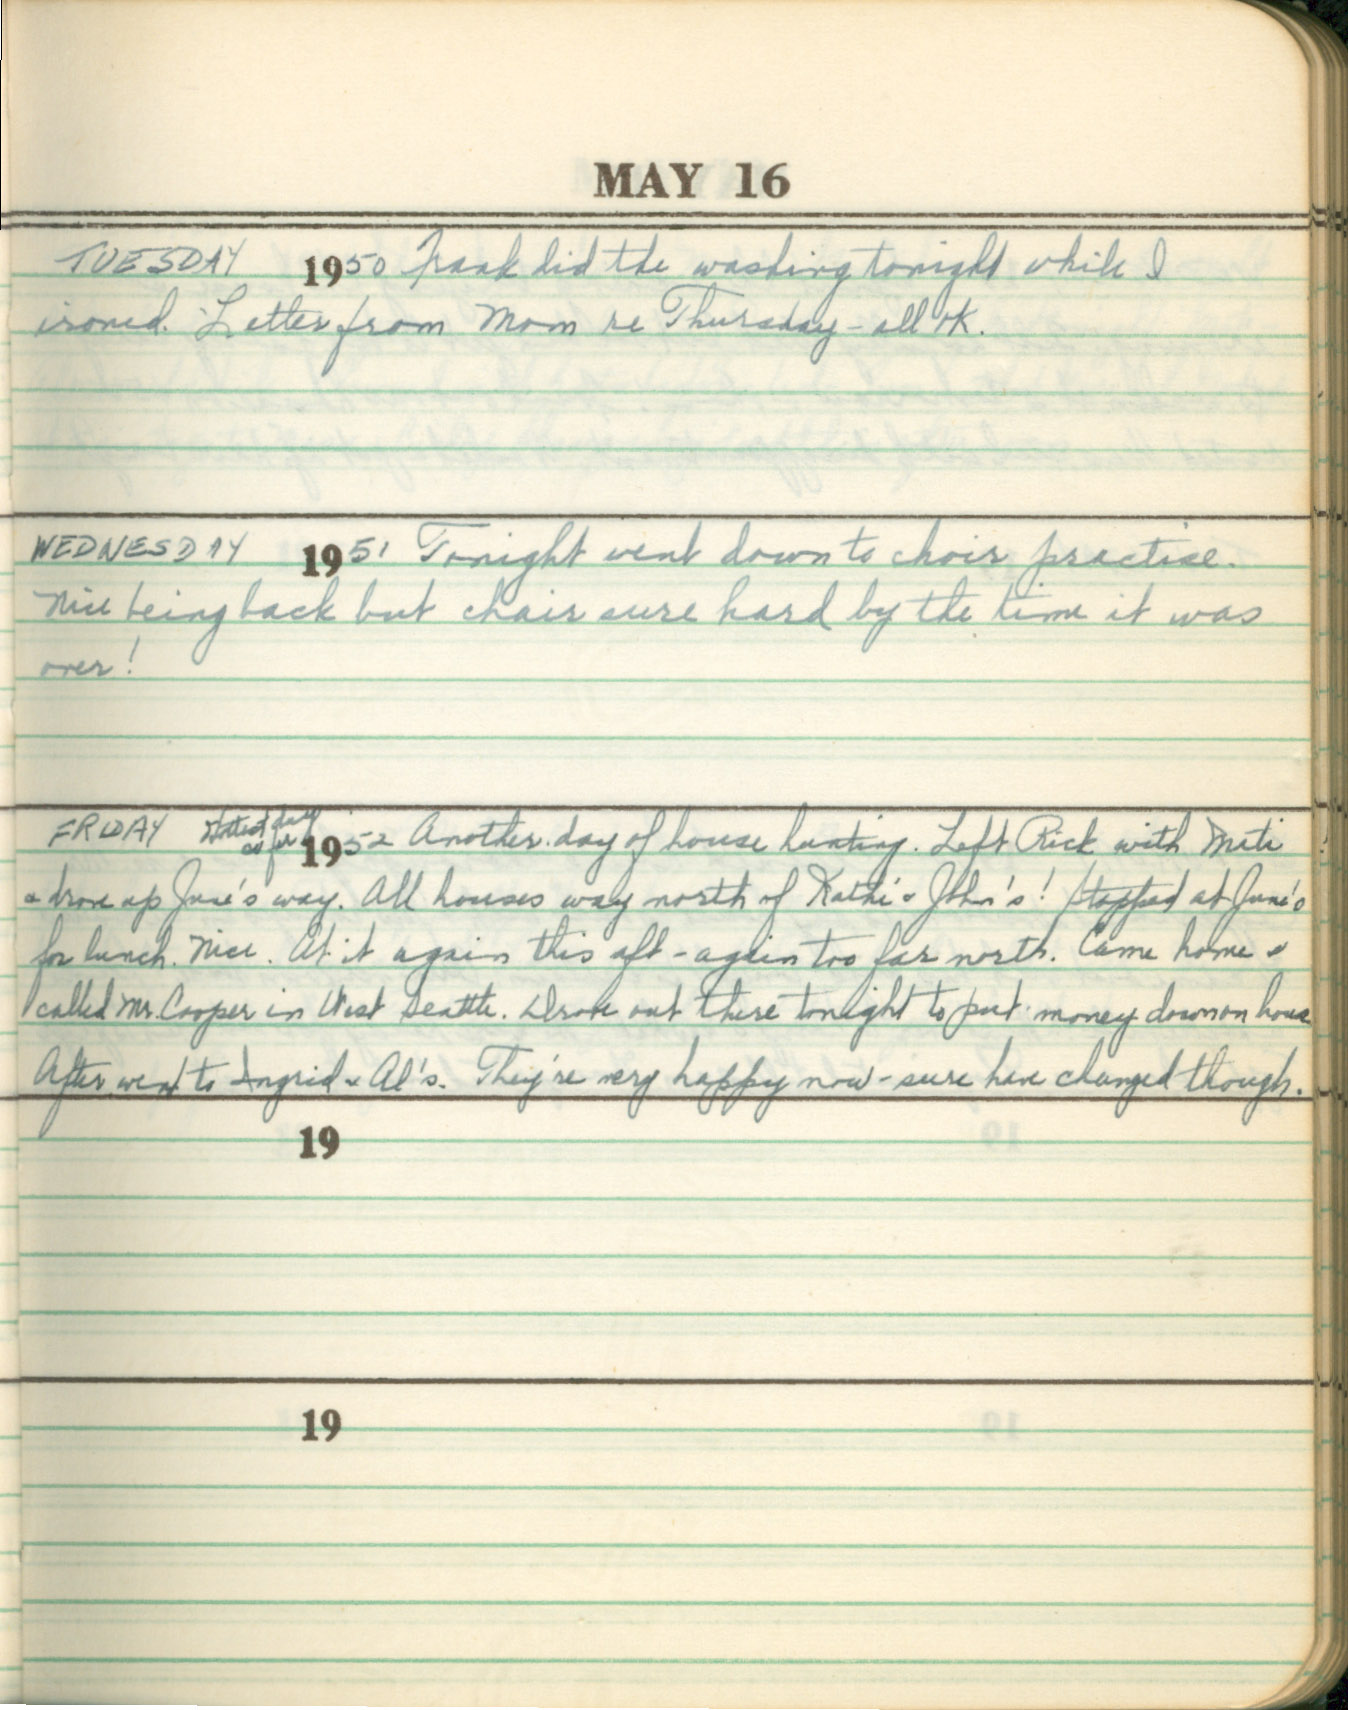 MAY 16
TUESDAY 1950 Frank did the washing tonight while I
ironed. Letter from Mom re Thursday - all OK.
WEDNESDAY 1951 Tonight went down to choir practise.
Nice being back but chair sure hard by the time it was
over!
FRIDAY Hottest day
so far
1952 Another day of house hunting. Left Rick with Meti
& drove up June's way. All houses way north of Kathi & John's! Stopped at June's
for lunch. Nice. At it again this aft - again too far north. Came home &
called Mr. Cooper in West Seattle. Drove out there tonight to put money down on house
After went to Ingrid & Al's. They're very happy now - sure have changed though.
19
19